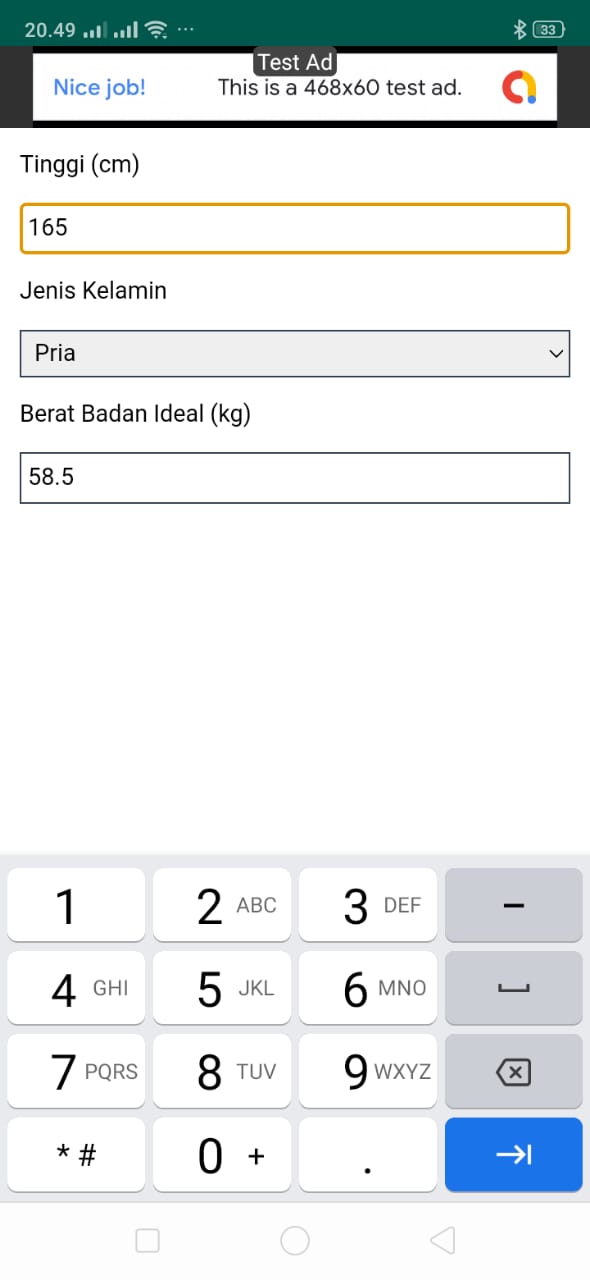 20.49 ... 33
Test Ad
Nice job! This is a 468x60 test ad.
Tinggi (cm)
165
Jenis Kelamin
Pria
Berat Badan Ideal (kg)
58.5
1 2 ABC 3 DEF -
4 GHI 5 JKL 6 MNO
7 PQRS 8 TUV 9 WXYZ
* # 0 + .